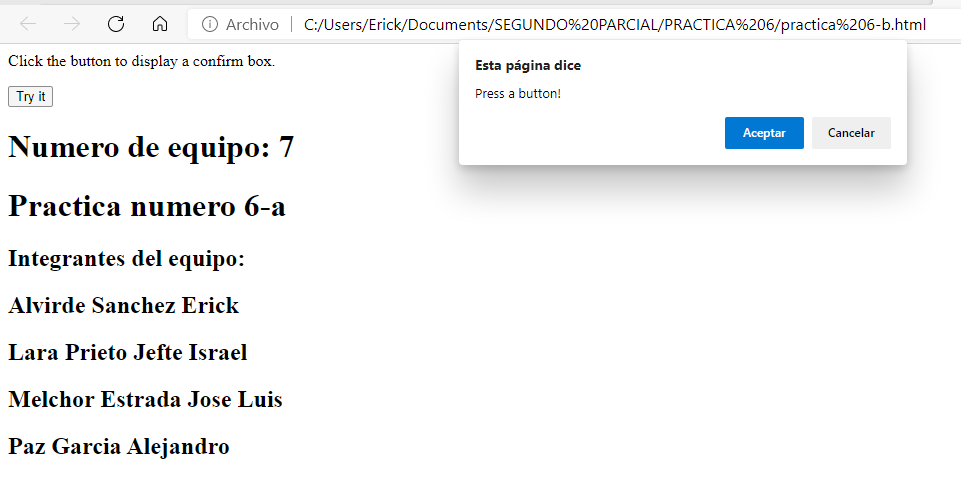 Archivo | C:/Users/Erick/Documents/SEGUNDO%20PARCIAL/PRACTICA%206/practica%206-b.html
Click the button to display a confirm box.
Esta página dice
Press a button!
Aceptar Cancelar
Try it
Numero de equipo: 7
Practica numero 6-a
Integrantes del equipo:
Alvirde Sanchez Erick
Lara Prieto Jefte Israel
Melchor Estrada Jose Luis
Paz Garcia Alejandro